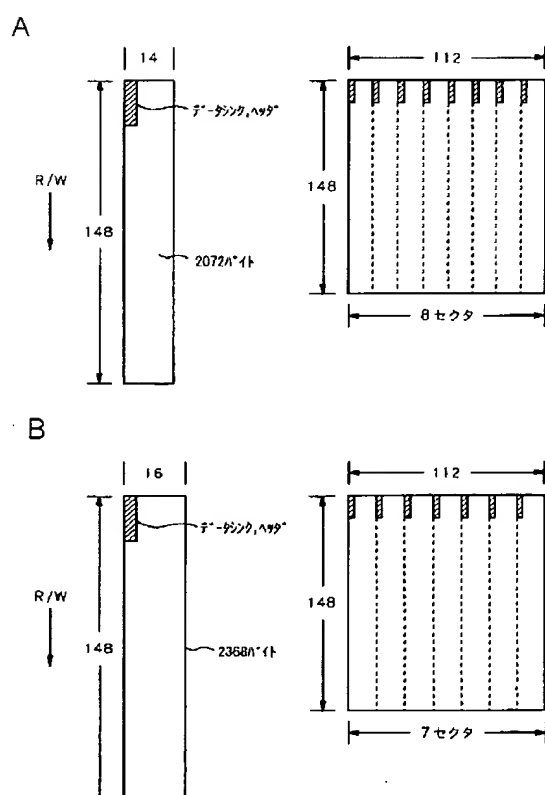 A
14
データシンク,ヘッダ
R/W
148
2072バイト
112
148
8セクタ
B
16
データシンク,ヘッダ
R/W
148
2368バイト
112
148
7セクタ